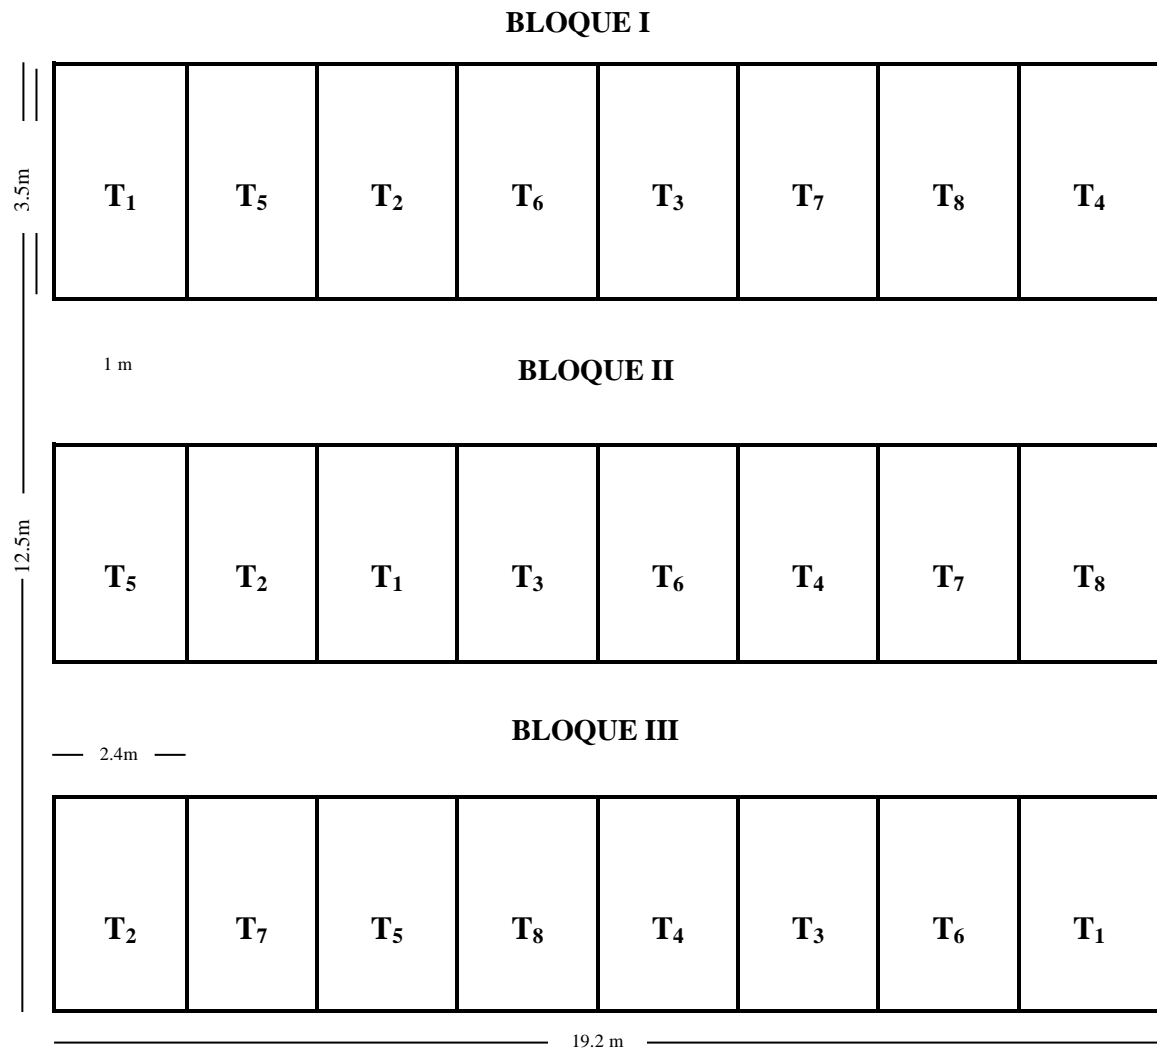 BLOQUE I
3.5m
T1 T5 T2 T6 T3 T7 T8 T4
1 m
BLOQUE II
12.5m
T5 T2 T1 T3 T6 T4 T7 T8
BLOQUE III
2.4m
T2 T7 T5 T8 T4 T3 T6 T1
19.2 m